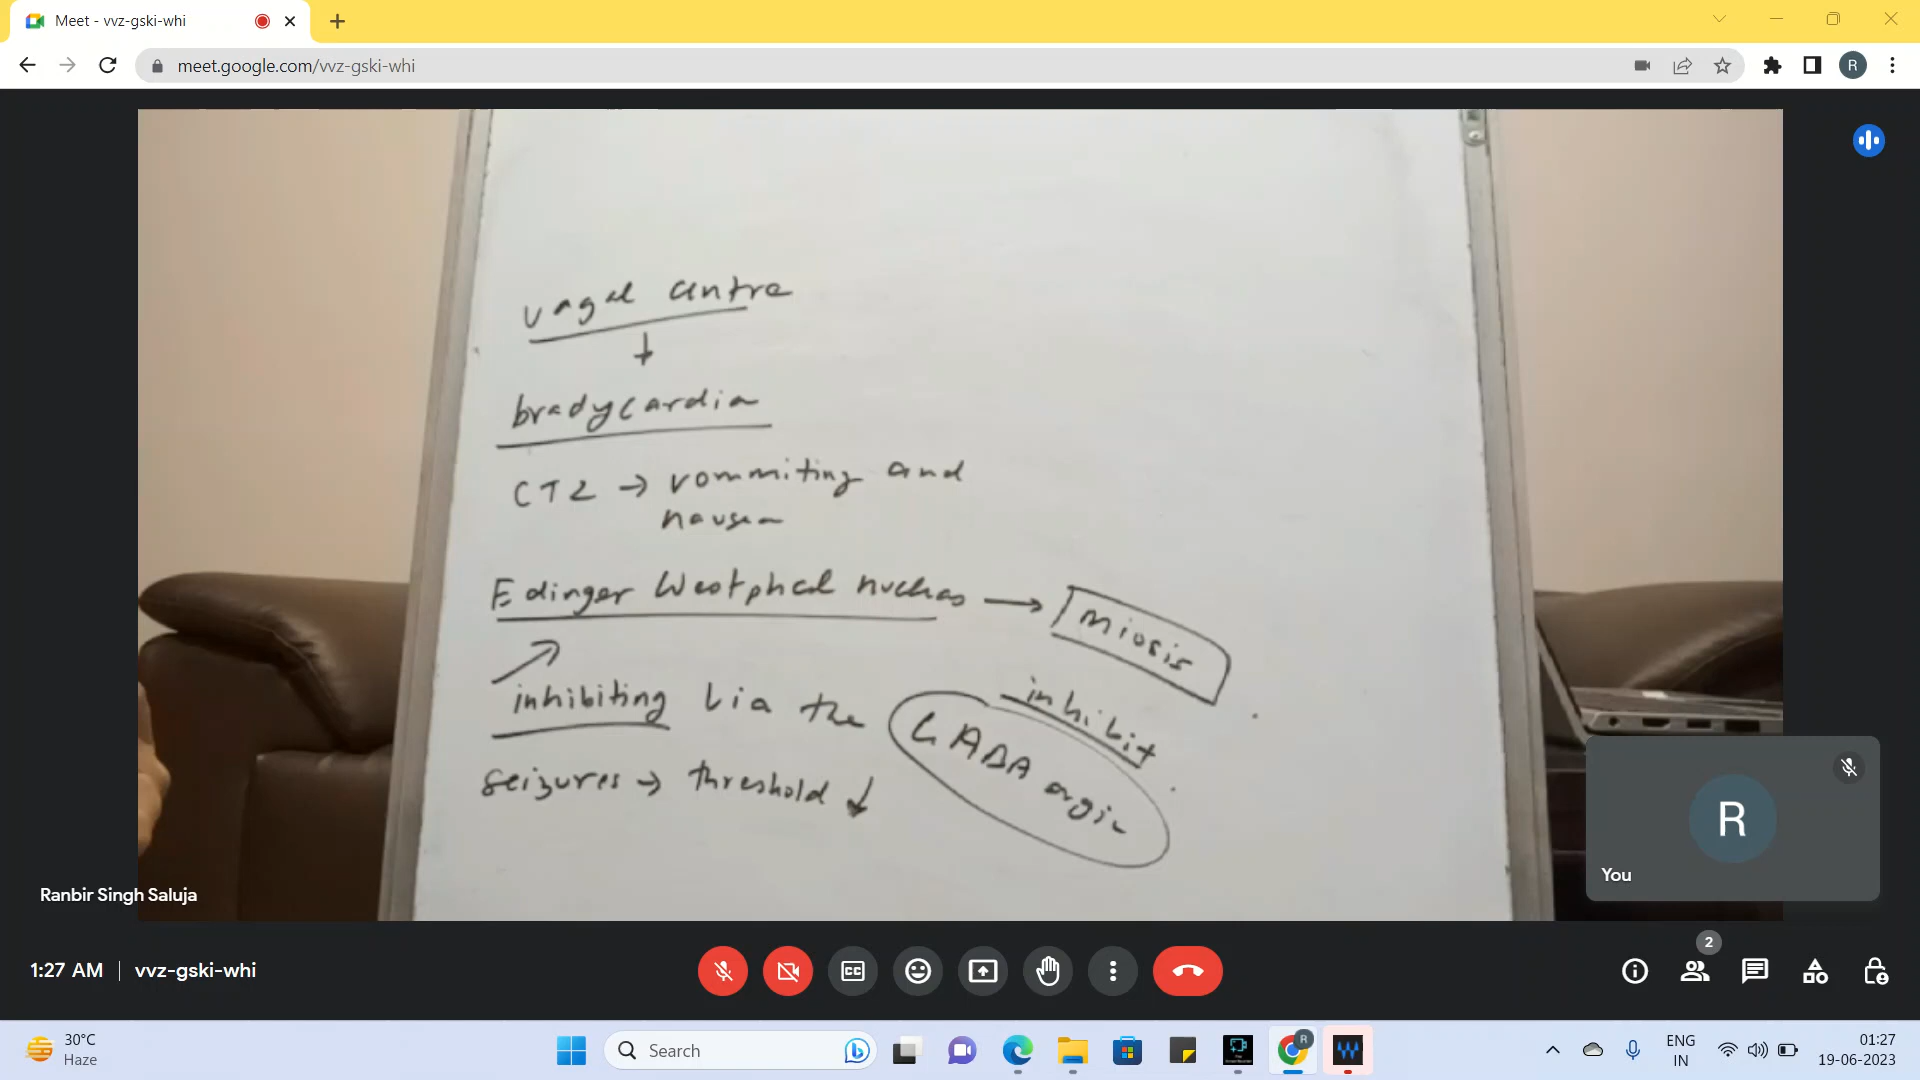 Meet - vvz-gski-whi
meet.google.com/vvz-gski-whi
R
vagal centre
bradycardia
CTZ → vommiting and
nausea
Edinger Westphal nucleus → miosis
inhibiting via the GABA ergic
inhibit
seizures → threshold ↓
R
You
Ranbir Singh Saluja
1:27 AM | vvz-gski-whi
CC
2
30°C
Haze
Search
R
ENG
IN
01:27
19-06-2023